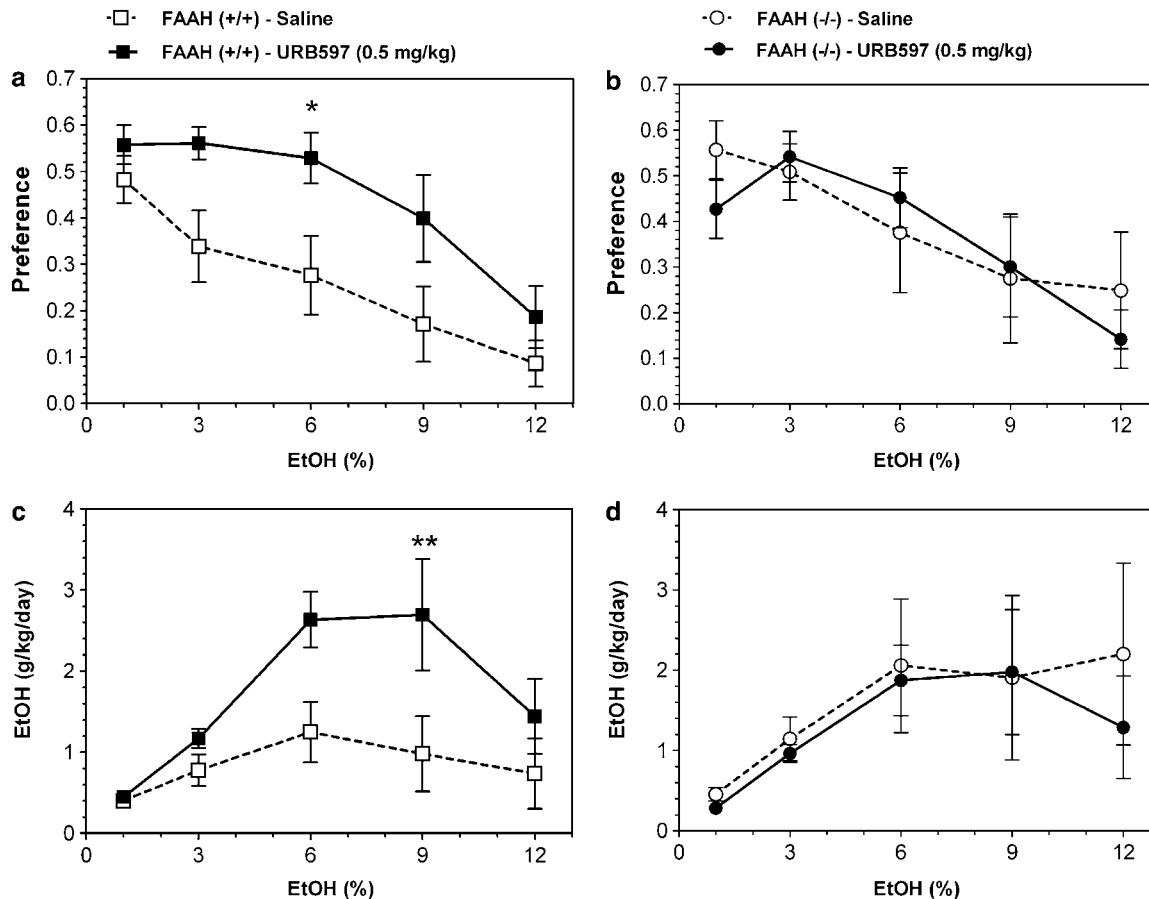 FAAH (+/+) - Saline
FAAH (+/+) - URB597 (0.5 mg/kg)
FAAH (-/-) - Saline
FAAH (-/-) - URB597 (0.5 mg/kg)
a
0.7
0.6
0.5
0.4
0.3
0.2
0.1
0.0
Preference
*
0 3 6 9 12
EtOH (%)
b
0.7
0.6
0.5
0.4
0.3
0.2
0.1
0.0
Preference
0 3 6 9 12
EtOH (%)
c
4
3
2
1
0
EtOH (g/kg/day)
**
0 3 6 9 12
EtOH (%)
d
4
3
2
1
0
EtOH (g/kg/day)
0 3 6 9 12
EtOH (%)